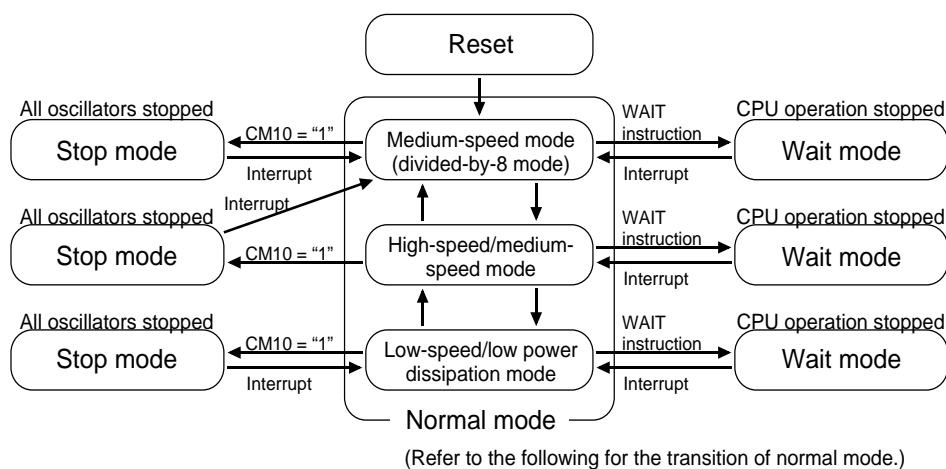 Reset
All oscillators stopped
Stop mode
CM10 = “1”
Interrupt
Medium-speed mode
(divided-by-8 mode)
WAIT
instruction
Interrupt
CPU operation stopped
Wait mode
Interrupt
All oscillators stopped
Stop mode
CM10 = “1”
High-speed/medium-
speed mode
WAIT
instruction
Interrupt
CPU operation stopped
Wait mode
All oscillators stopped
Stop mode
CM10 = “1”
Interrupt
Low-speed/low power
dissipation mode
WAIT
instruction
Interrupt
CPU operation stopped
Wait mode
Normal mode
(Refer to the following for the transition of normal mode.)